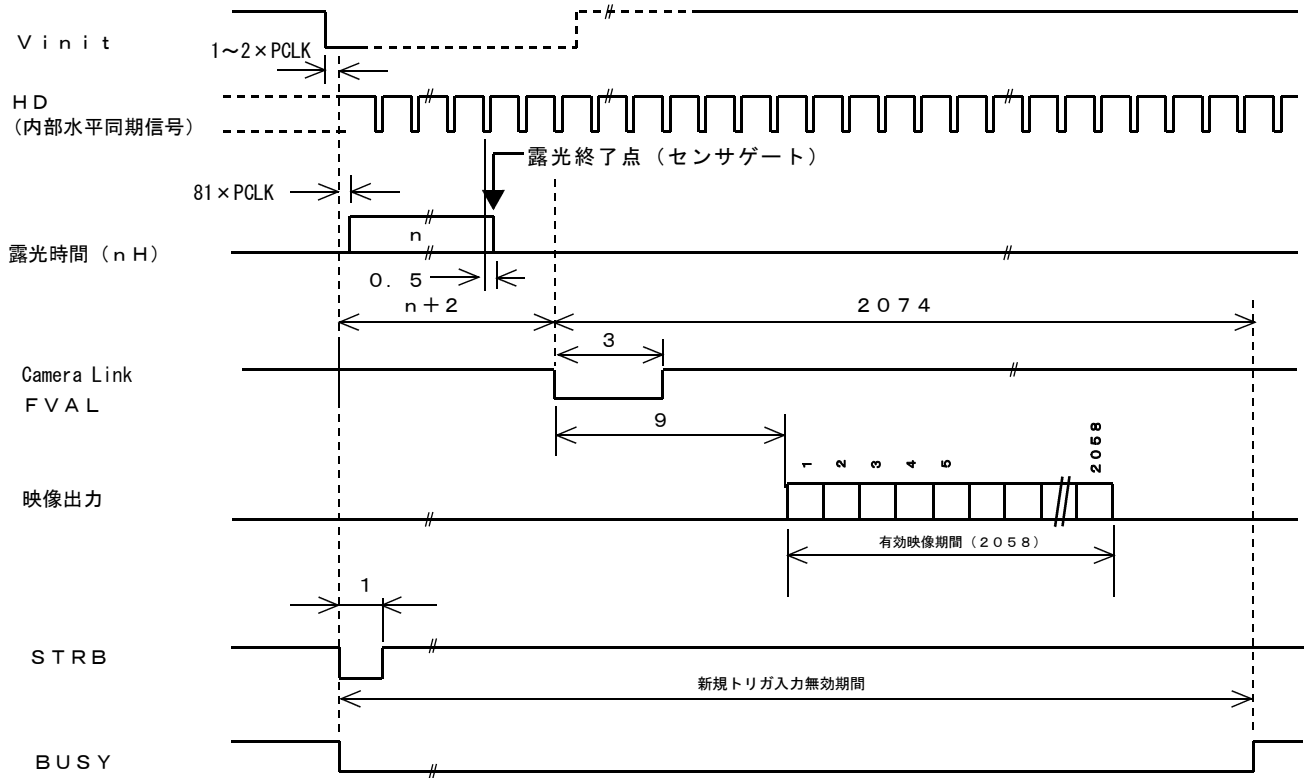 Ｖｉｎｉｔ
1～2×PCLK
ＨＤ
（内部水平同期信号）
露光終了点（センサゲート）
81×PCLK
ｎ
露光時間（ｎＨ）
０．５
ｎ＋２
２０７４
３
Camera Link
ＦＶＡＬ
９
1
2
3
4
5
2058
映像出力
有効映像期間（２０５８）
１
ＳＴＲＢ
新規トリガ入力無効期間
ＢＵＳＹ